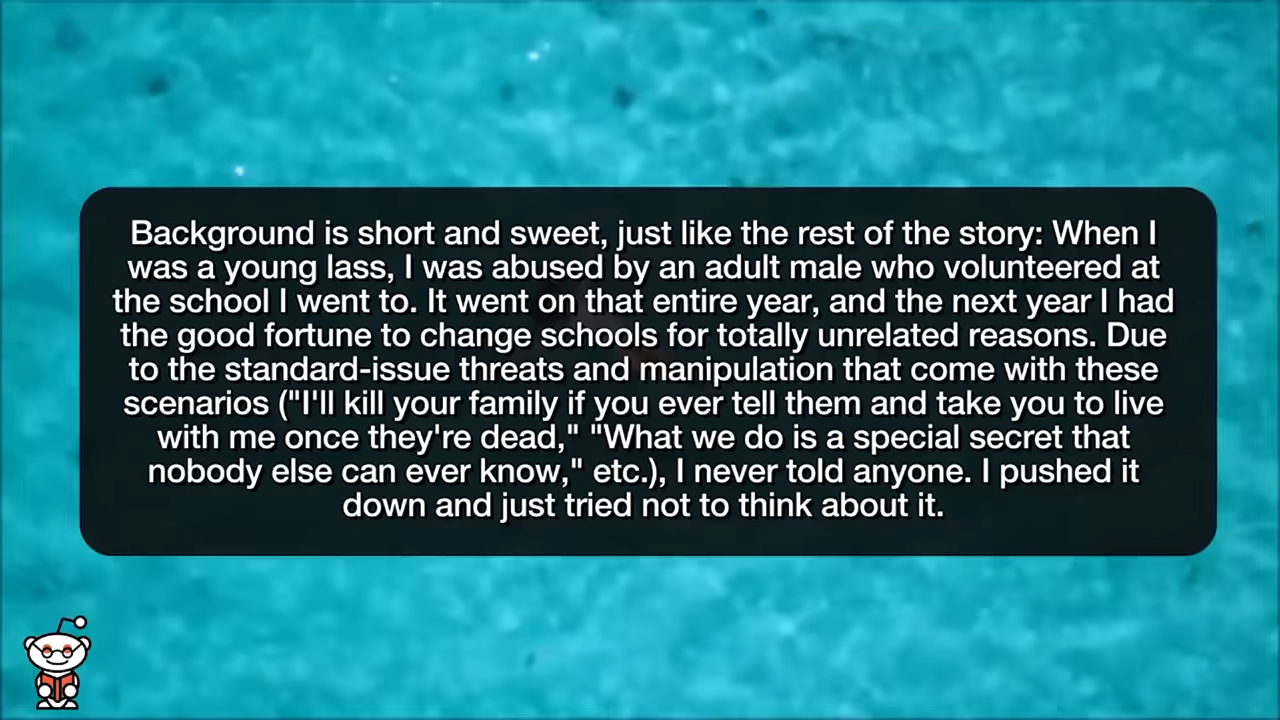 Background is short and sweet, just like the rest of the story: When I
was a young lass, I was abused by an adult male who volunteered at
the school I went to. It went on that entire year, and the next year I had
the good fortune to change schools for totally unrelated reasons. Due
to the standard-issue threats and manipulation that come with these
scenarios ("I'll kill your family if you ever tell them and take you to live
with me once they're dead," "What we do is a special secret that
nobody else can ever know," etc.), I never told anyone. I pushed it
down and just tried not to think about it.